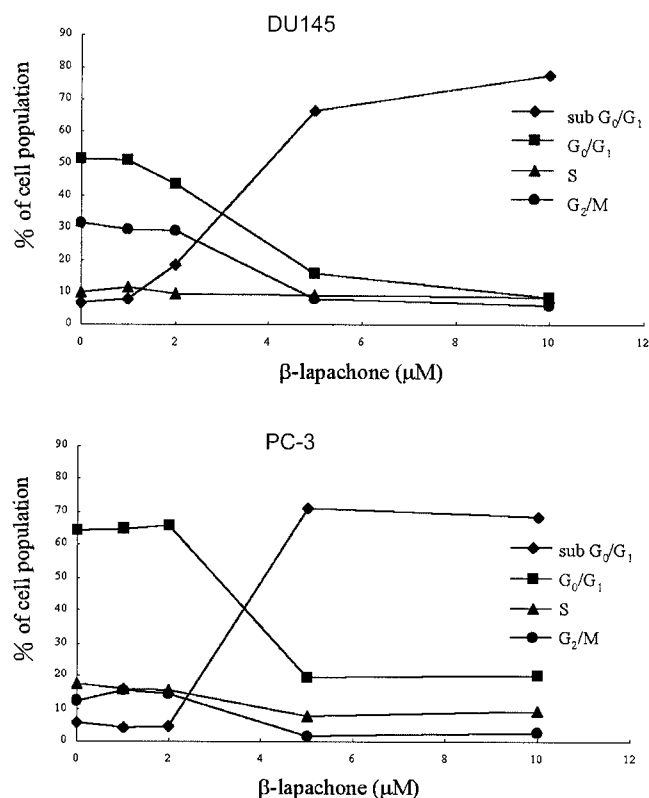 DU145
% of cell population
90
80
70
60
50
40
30
20
10
0
0 2 4 6 8 10 12
β-lapachone (μM)
sub G₀/G₁
G₀/G₁
S
G₂/M
PC-3
% of cell population
90
80
70
60
50
40
30
20
10
0
0 2 4 6 8 10 12
β-lapachone (μM)
sub G₀/G₁
G₀/G₁
S
G₂/M